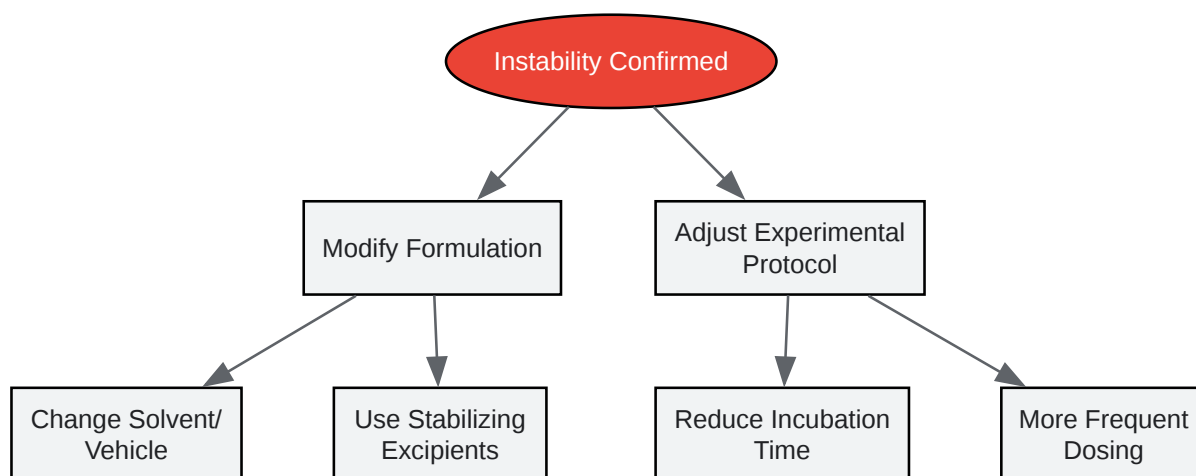 Instability Confirmed
Modify Formulation
Adjust Experimental
Protocol
Change Solvent/
Vehicle
Use Stabilizing
Excipients
Reduce Incubation
Time
More Frequent
Dosing